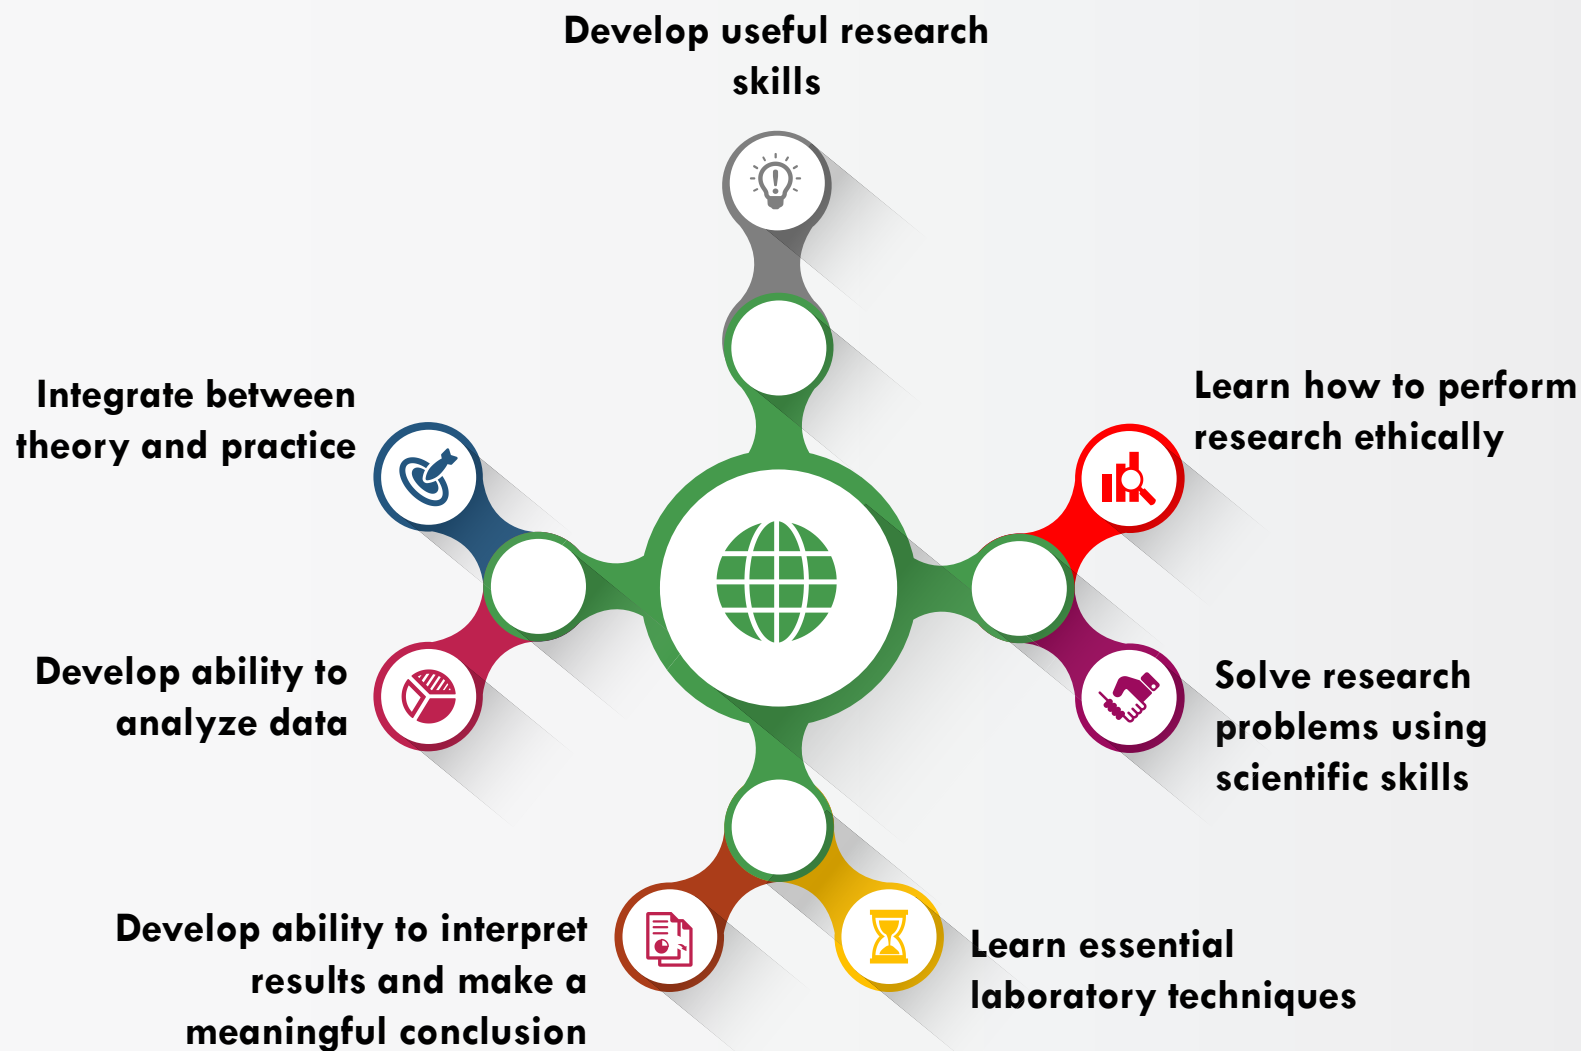 Develop useful research
skills
Integrate between
theory and practice
Learn how to perform
research ethically
Develop ability to
analyze data
Solve research
problems using
scientific skills
Develop ability to interpret
results and make a
meaningful conclusion
Learn essential
laboratory techniques